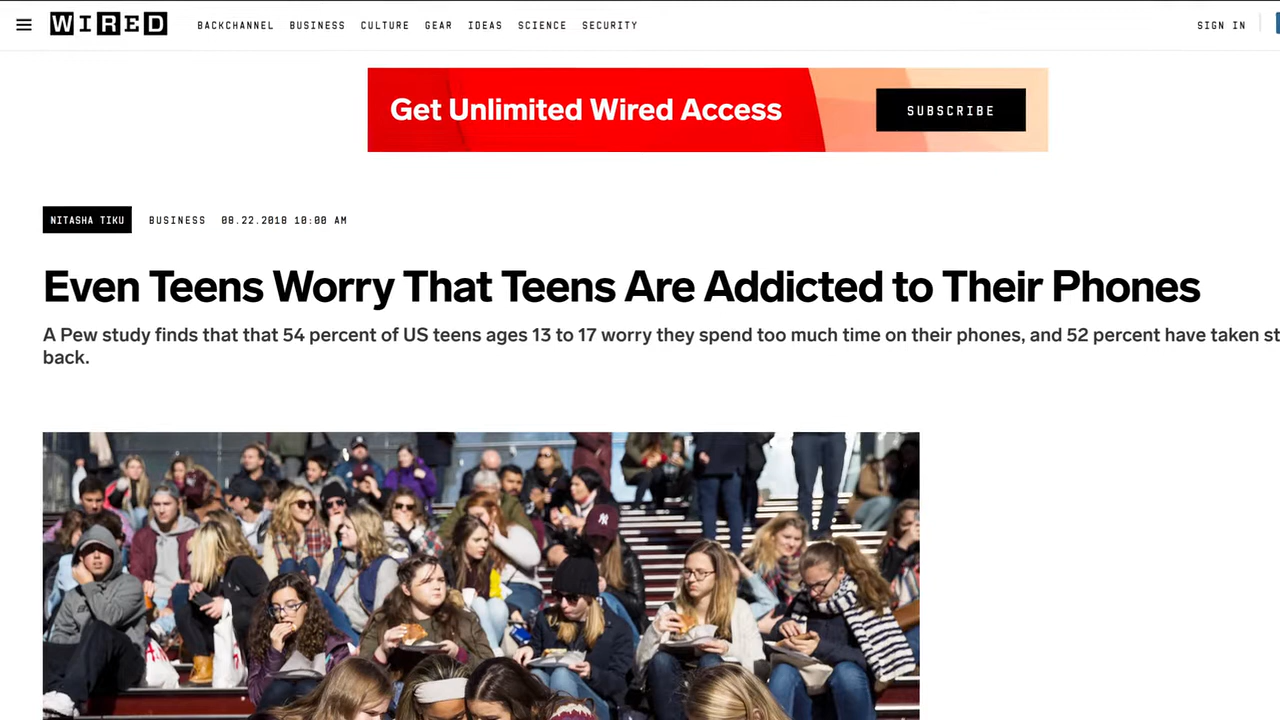 WIRED
BACKCHANNEL BUSINESS CULTURE GEAR IDEAS SCIENCE SECURITY
SIGN IN
Get Unlimited Wired Access
SUBSCRIBE
NITASHA TIKU BUSINESS 08.22.2018 10:00 AM
Even Teens Worry That Teens Are Addicted to Their Phones
A Pew study finds that that 54 percent of US teens ages 13 to 17 worry they spend too much time on their phones, and 52 percent have taken st
back.